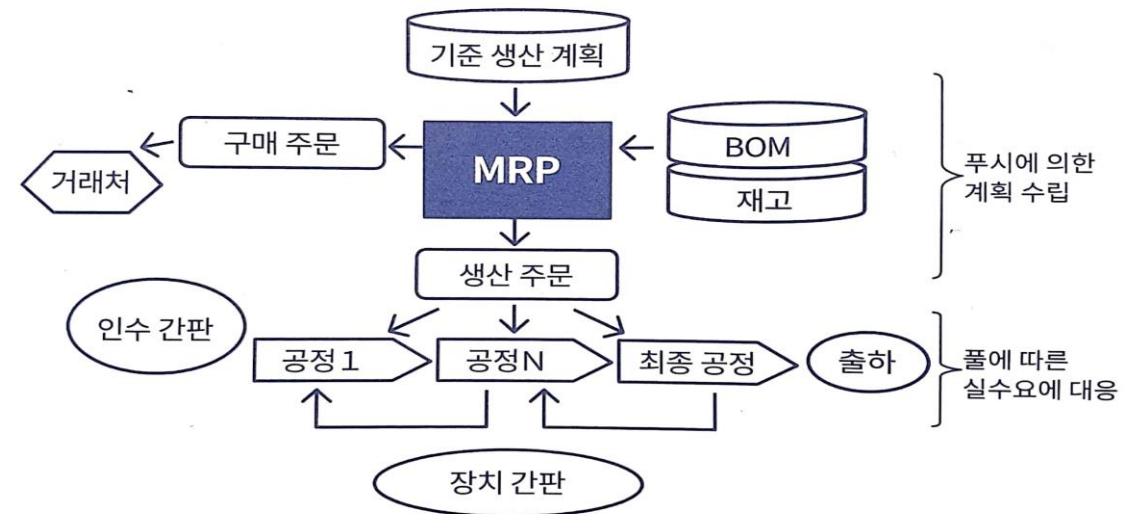 기준 생산 계획
구매 주문
MRP
BOM
재고
거래처
푸시에 의한
계획 수립
생산 주문
인수 간판
공정1
공정N
최종 공정
출하
풀에 따른
실수요에 대응
장치 간판